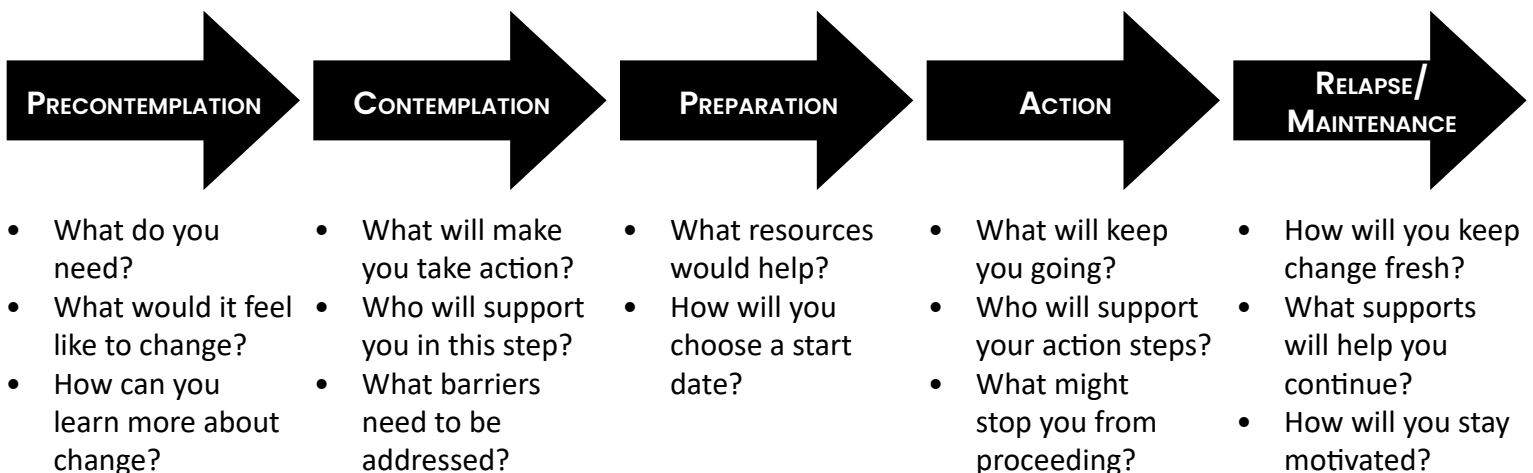 PRECONTEMPLATION
CONTEMPLATION
PREPARATION
ACTION
RELAPSE/
MAINTENANCE
• What do you
need?
• What would it feel
like to change?
• How can you
learn more about
change?
• What will make
you take action?
• Who will support
you in this step?
• What barriers
need to be
addressed?
• What resources
would help?
• How will you
choose a start
date?
• What will keep
you going?
• Who will support
your action steps?
• What might
stop you from
proceeding?
• How will you keep
change fresh?
• What supports
will help you
continue?
• How will you stay
motivated?